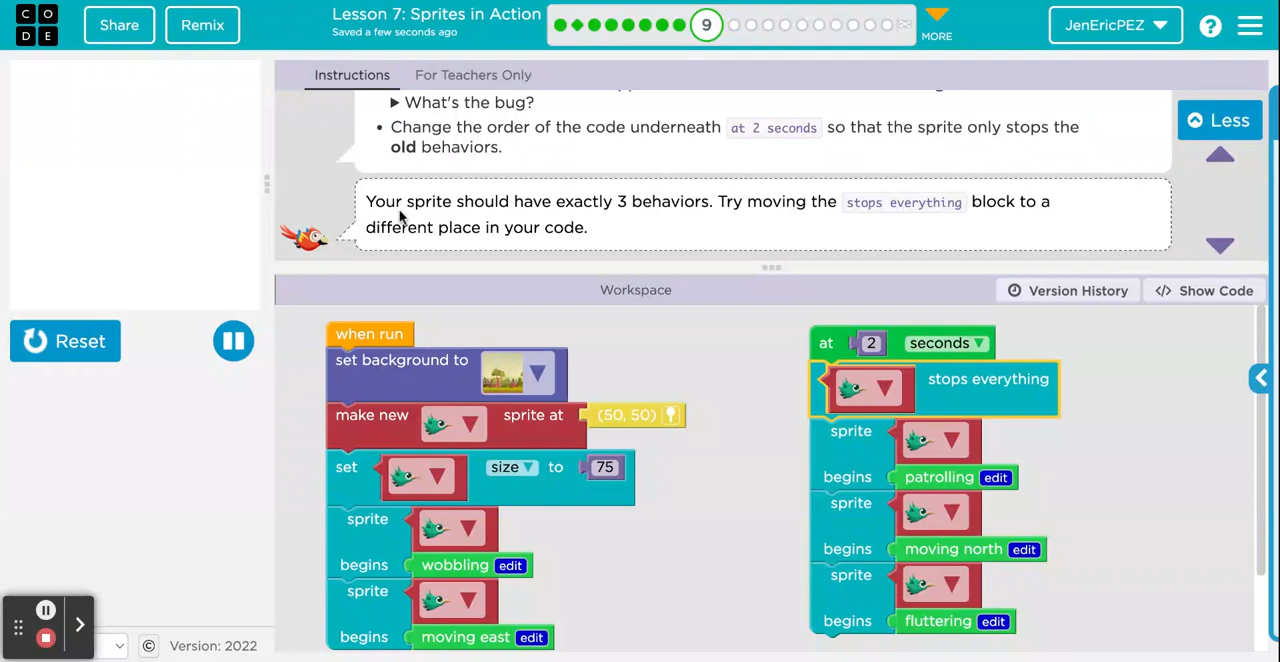 C O
D E
Share
Remix
Lesson 7: Sprites in Action
Saved a few seconds ago
9
MORE
JenEricPEZ
?
Instructions
For Teachers Only
What's the bug?
Change the order of the code underneath at 2 seconds so that the sprite only stops the
old behaviors.
Less
Your sprite should have exactly 3 behaviors. Try moving the stops everything block to a
different place in your code.
Workspace
Version History
</> Show Code
Reset
when run
set background to
make new sprite at (50, 50)
set size to 75
sprite
begins wobbling edit
sprite
begins moving east edit
at 2 seconds
stops everything
sprite
begins patrolling edit
sprite
begins moving north edit
sprite
begins fluttering edit
© Version: 2022